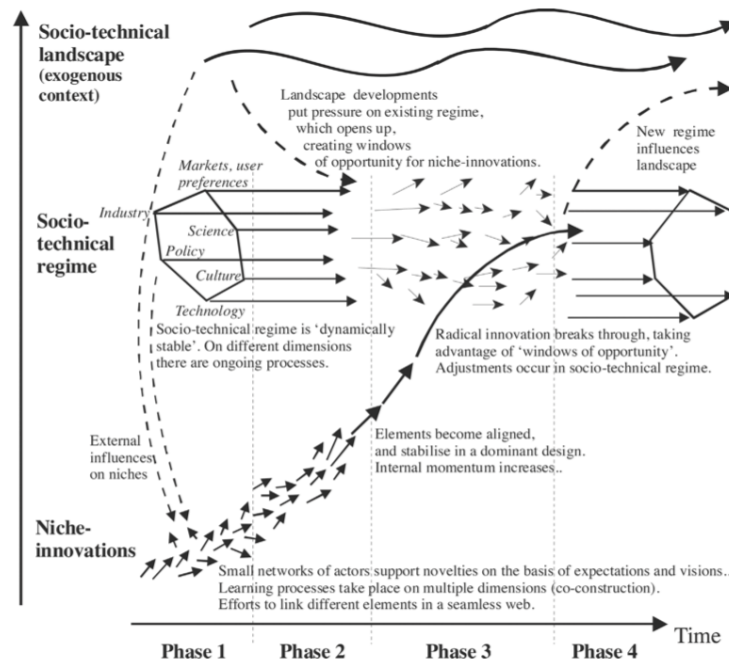 Socio-technical
landscape
(exogenous
context)
Landscape developments
put pressure on existing regime,
which opens up,
creating windows
of opportunity for niche-innovations.
New regime
influences
landscape
Markets, user
preferences
Industry
Science
Policy
Culture
Technology
Socio-
technical
regime
Socio-technical regime is ‘dynamically
stable’. On different dimensions
there are ongoing processes.
Radical innovation breaks through, taking
advantage of ‘windows of opportunity’.
Adjustments occur in socio-technical regime.
External
influences
on niches
Elements become aligned,
and stabilise in a dominant design.
Internal momentum increases..
Niche-
innovations
Small networks of actors support novelties on the basis of expectations and visions..
Learning processes take place on multiple dimensions (co-construction).
Efforts to link different elements in a seamless web.
Time
Phase 1
Phase 2
Phase 3
Phase 4